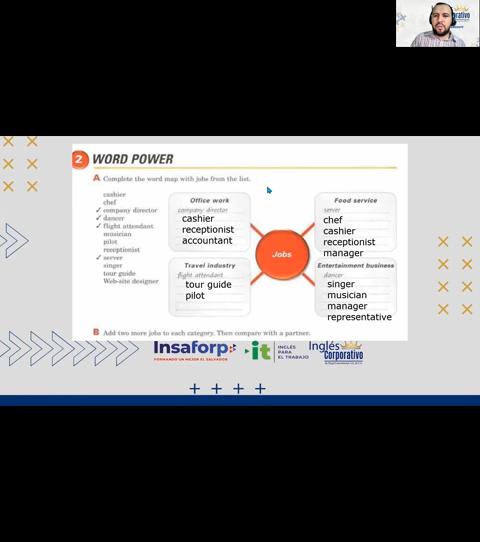 2 WORD POWER
A Complete the word map with jobs from the list.
cashier
chef
✓ company director
✓ dancer
✓ flight attendant
musician
pilot
receptionist
✓ server
singer
tour guide
Web-site designer
Office work
company director
cashier
receptionist
accountant
Food service
server
chef
cashier
receptionist
manager
Jobs
Travel industry
flight attendant
tour guide
pilot
Entertainment business
dancer
singer
musician
manager
representative
B Add two more jobs to each category. Then compare with a partner.
Insaforp
FORMANDO UN MEJOR EL SALVADOR
it
INGLÉS
PARA
EL TRABAJO
Inglés
Corporativo